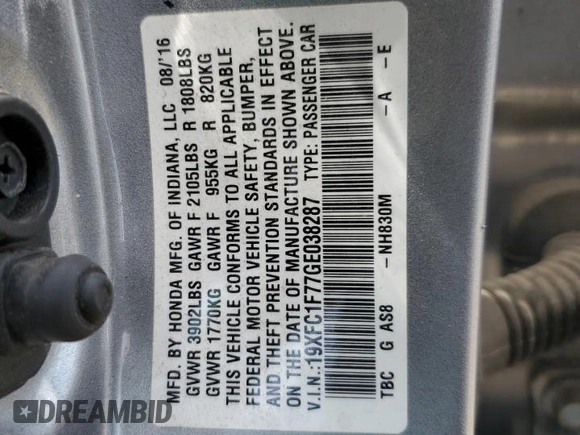 MFD. BY HONDA MFG. OF INDIANA, LLC 08/'16
GVWR 3902LBS GAWR F 2105LBS R 1808LBS
GVWR 1770KG GAWR F 955KG R 820KG
THIS VEHICLE CONFORMS TO ALL APPLICABLE
FEDERAL MOTOR VEHICLE SAFETY, BUMPER,
AND THEFT PREVENTION STANDARDS IN EFFECT
ON THE DATE OF MANUFACTURE SHOWN ABOVE.
V.I.N.:19XFC1F77GE038287 TYPE: PASSENGER CAR
TBC G AS8 -NH830M -A -E
DREAMBID